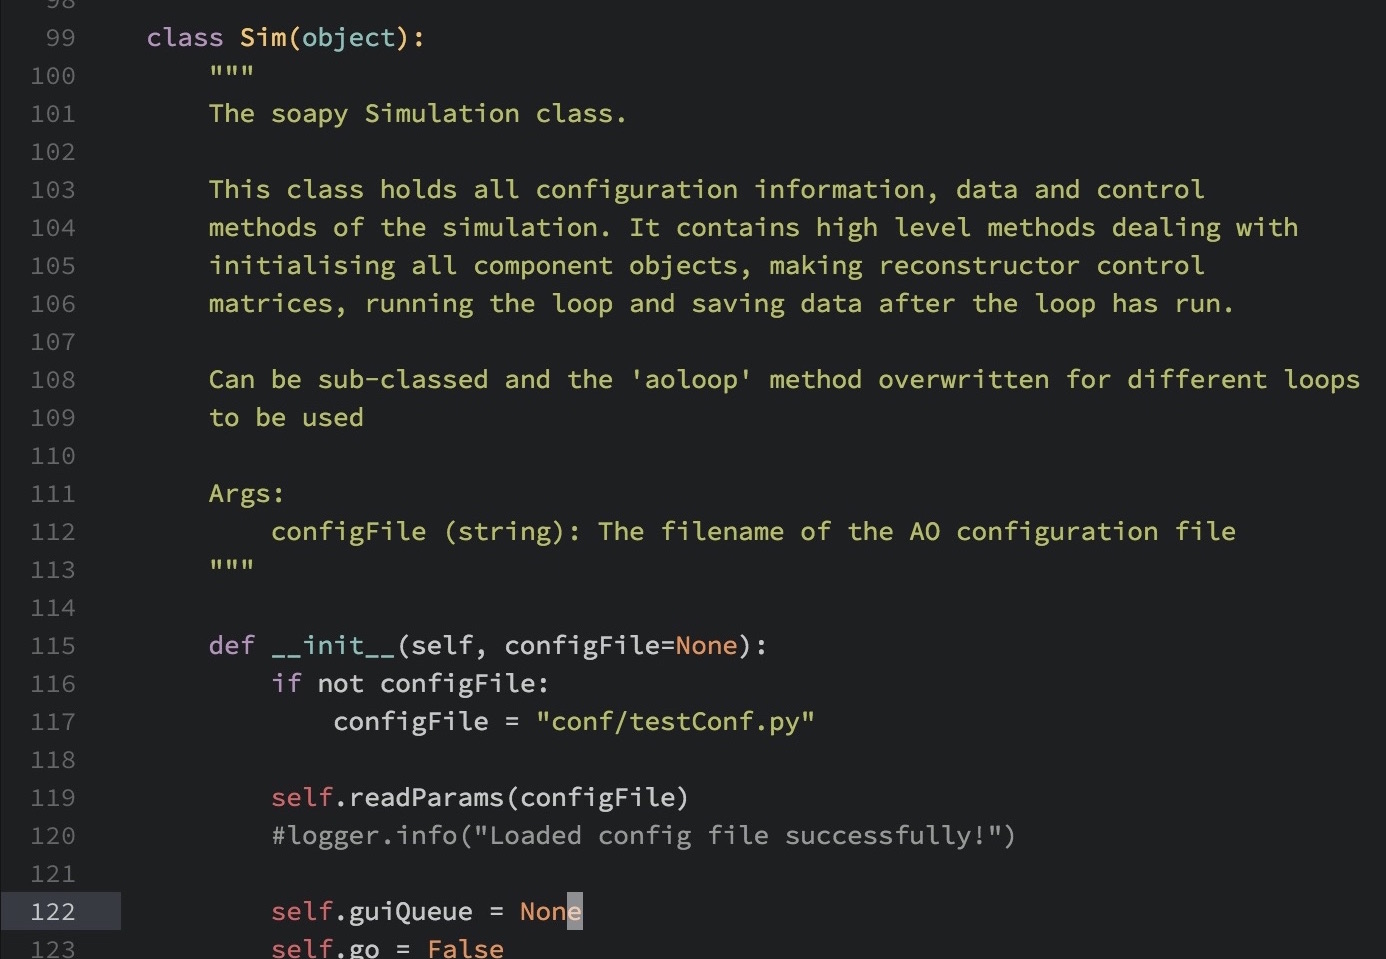 98
99 class Sim(object):
100 """
101 The soapy Simulation class.
102
103 This class holds all configuration information, data and control
104 methods of the simulation. It contains high level methods dealing with
105 initialising all component objects, making reconstructor control
106 matrices, running the loop and saving data after the loop has run.
107
108 Can be sub-classed and the 'aoloop' method overwritten for different loops
109 to be used
110
111 Args:
112 configFile (string): The filename of the AO configuration file
113 """
114
115 def __init__(self, configFile=None):
116 if not configFile:
117 configFile = "conf/testConf.py"
118
119 self.readParams(configFile)
120 #logger.info("Loaded config file successfully!")
121
122 self.guiQueue = None
123 self.go = False